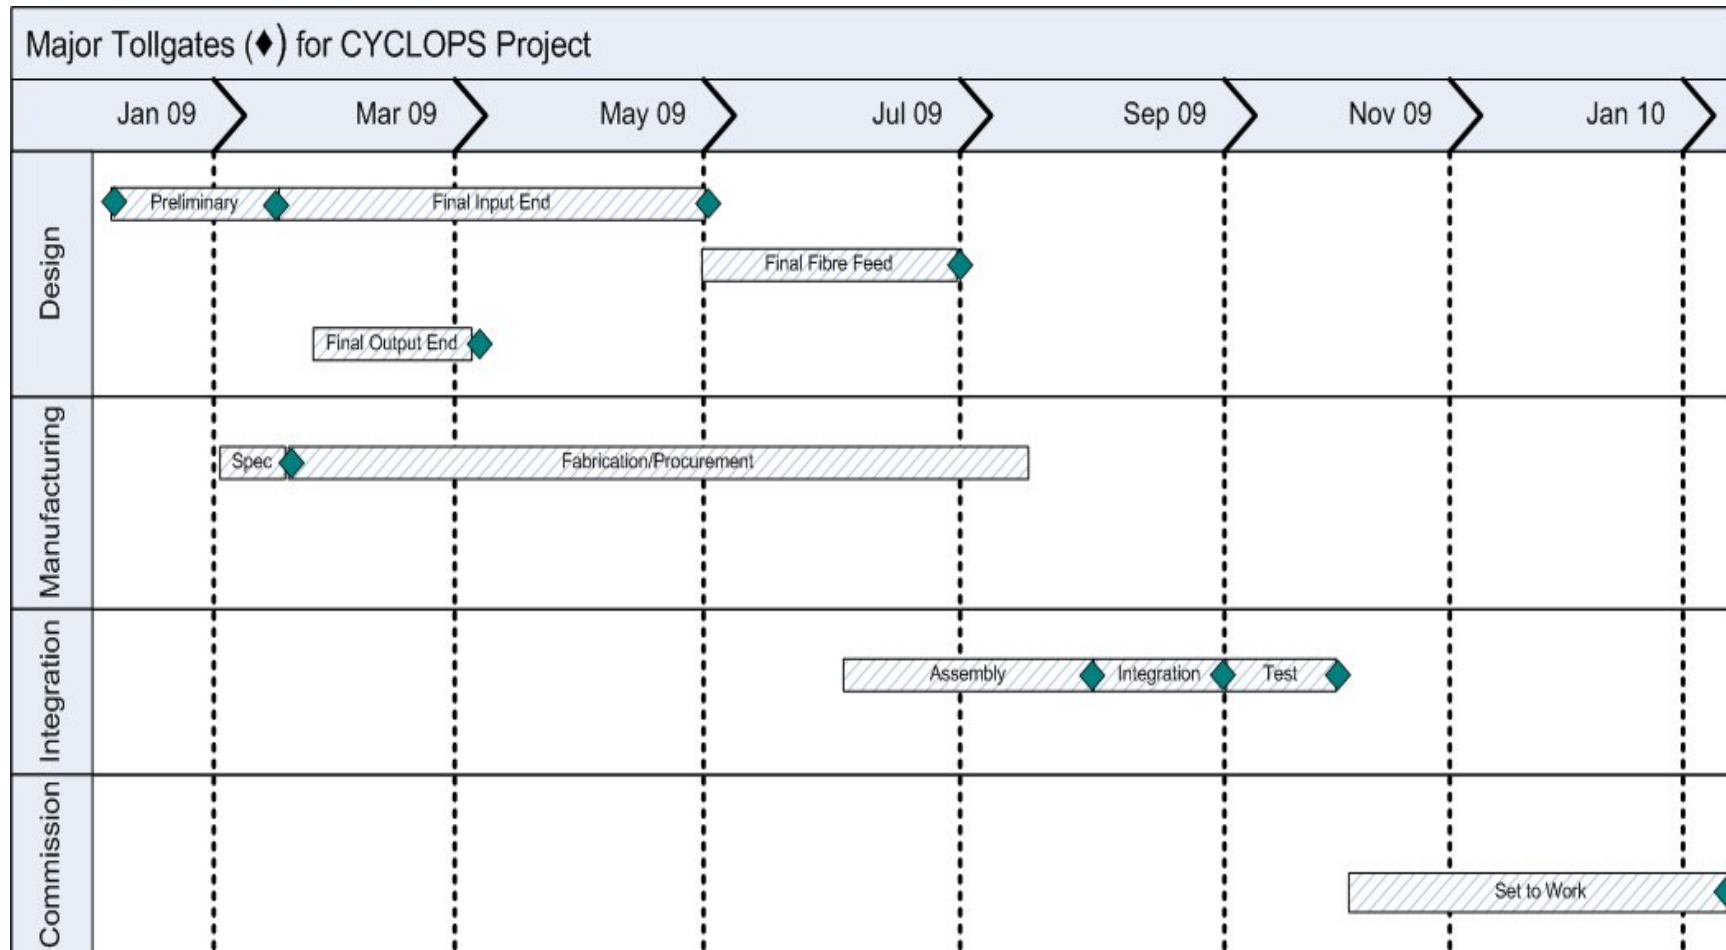 Major Tollgates (♦) for CYCLOPS Project
Jan 09
Mar 09
May 09
Jul 09
Sep 09
Nov 09
Jan 10
Design
Preliminary
Final Input End
Final Fibre Feed
Final Output End
Manufacturing
Spec
Fabrication/Procurement
Integration
Assembly
Integration
Test
Commission
Set to Work